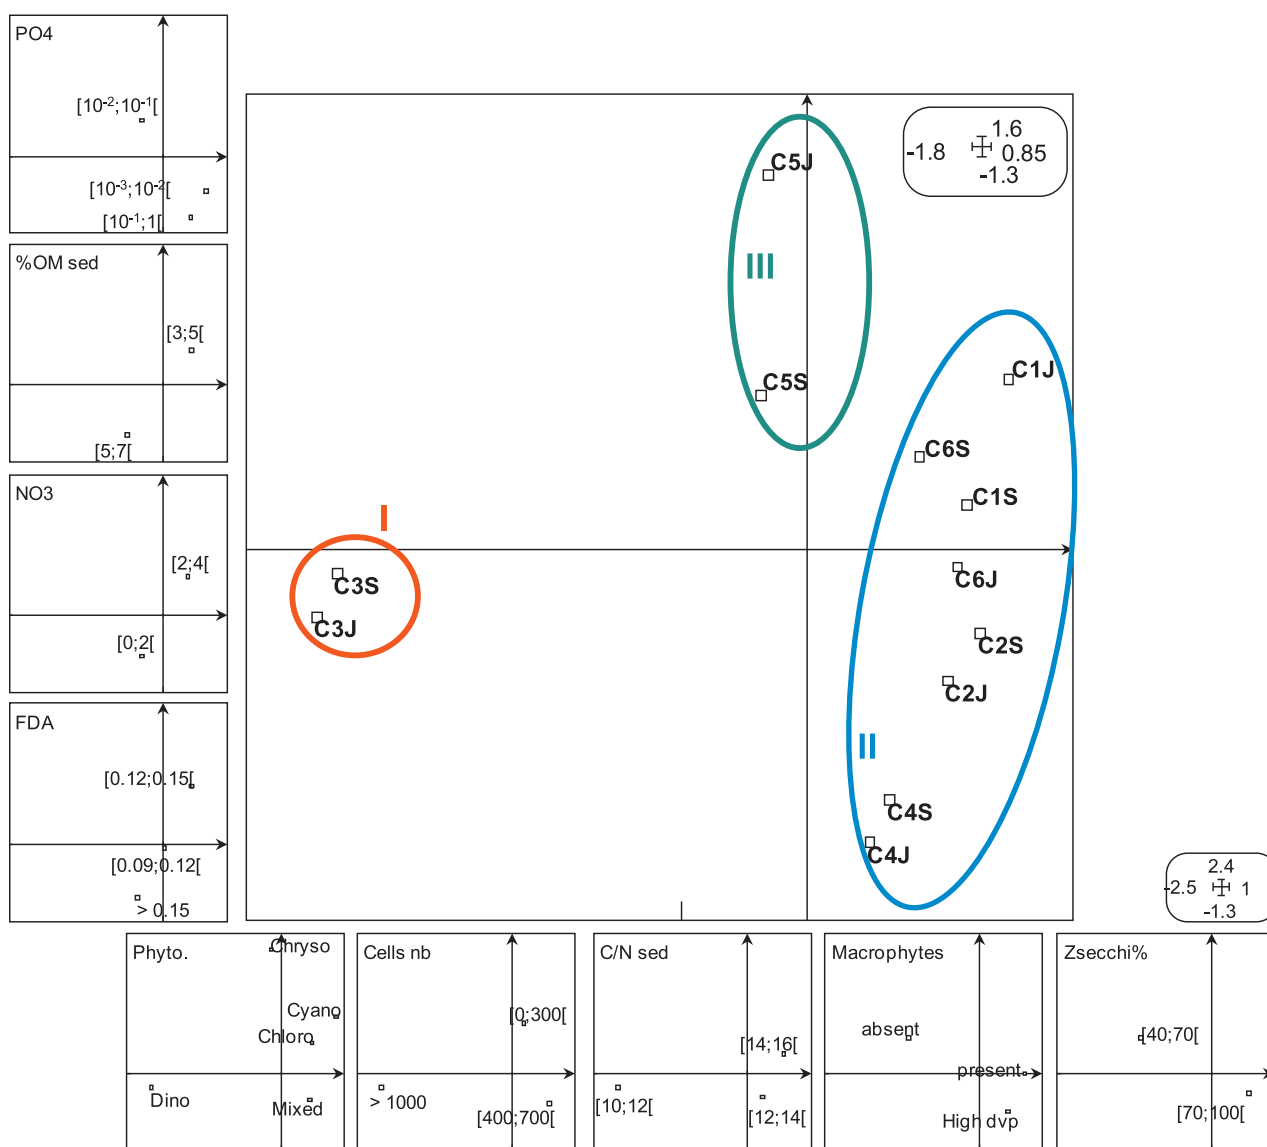 PO4
[10⁻²;10⁻¹[
[10⁻³;10⁻²[
[10⁻¹;1[
%OM sed
[3;5[
[5;7[
NO3
[2;4[
[0;2[
FDA
[0.12;0.15[
[0.09;0.12[
> 0.15
1.6
-1.8 0.85
-1.3
C5J
III
C5S
C1J
C6S
C1S
I
C3S
C3J
C6J
C2S
C2J
II
C4S
C4J
2.4
-2.5 1
-1.3
Phyto.
Chryso
Cyano
Chloro
Dino
Mixed
Cells nb
[0;300[
> 1000
[400;700[
C/N sed
[14;16[
[10;12[
[12;14[
Macrophytes
absent
present
High dvp
Zsecchi%
[40;70[
[70;100[